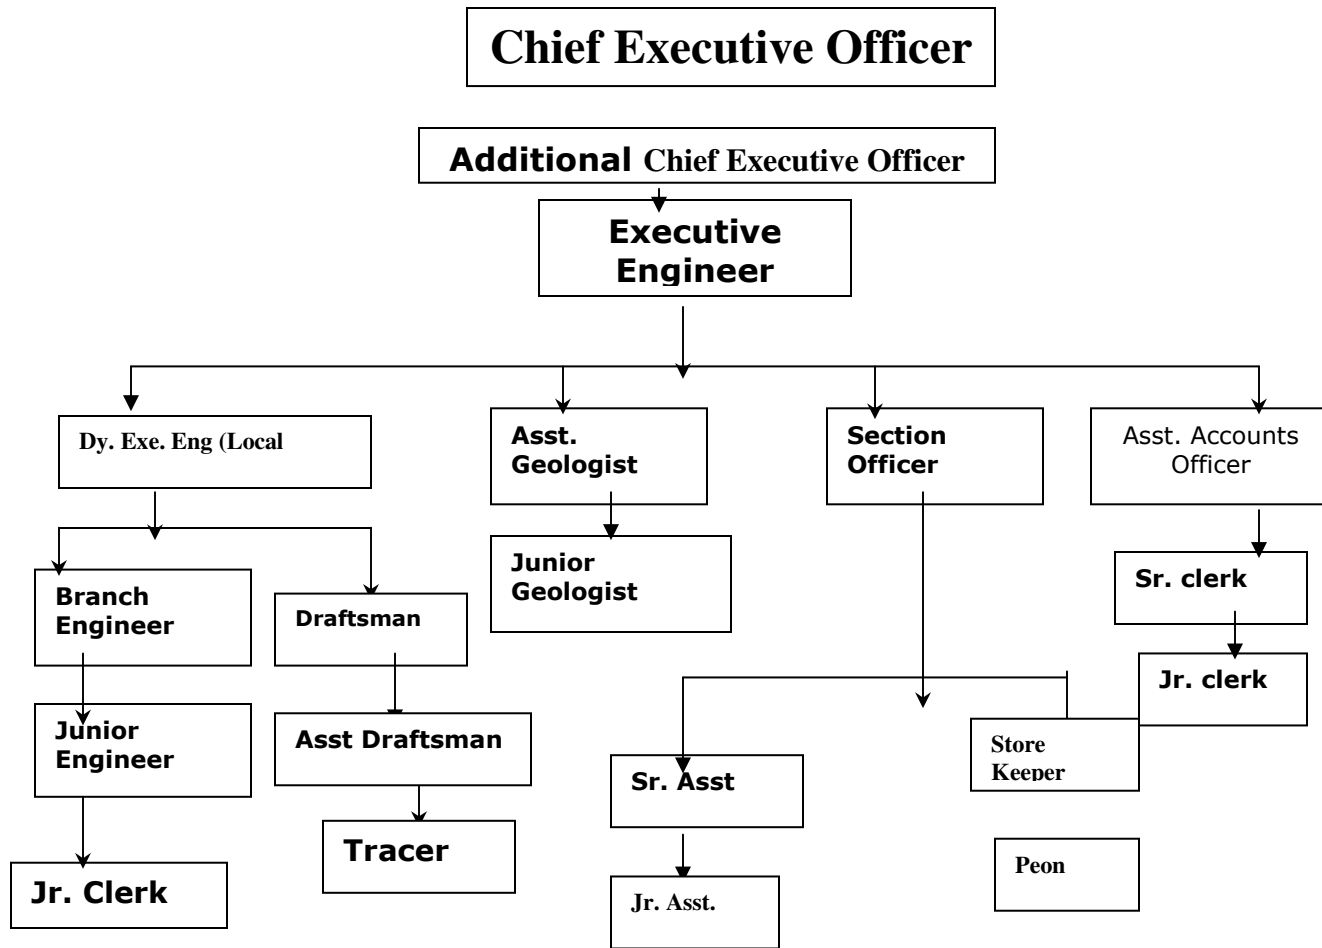 Chief Executive Officer
Additional Chief Executive Officer
Executive
Engineer
Dy. Exe. Eng (Local
Asst.
Geologist
Section
Officer
Asst. Accounts
Officer
Branch
Engineer
Draftsman
Junior
Geologist
Sr. clerk
Jr. clerk
Junior
Engineer
Asst Draftsman
Sr. Asst
Store
Keeper
Jr. Clerk
Tracer
Jr. Asst.
Peon